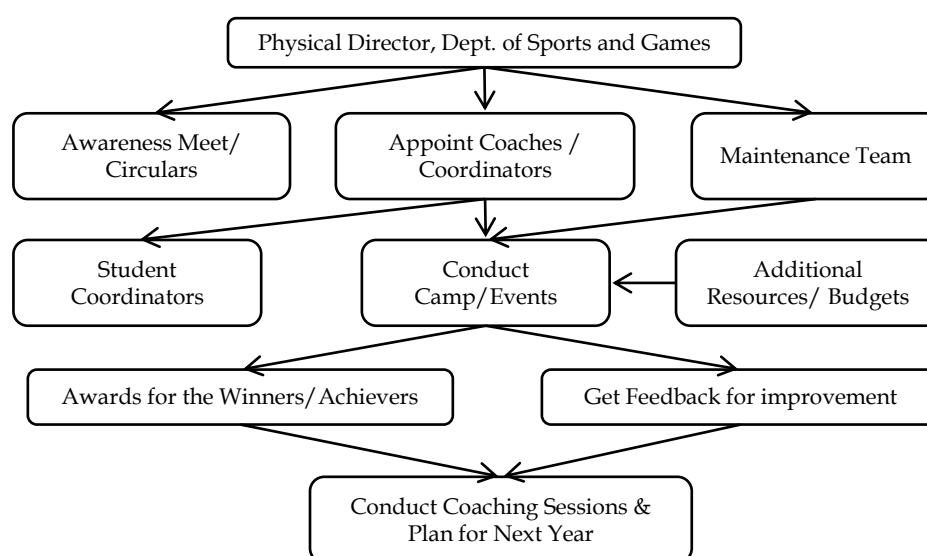 Physical Director, Dept. of Sports and Games
Awareness Meet/
Circulars
Appoint Coaches /
Coordinators
Maintenance Team
Student
Coordinators
Conduct
Camp/Events
Additional
Resources/ Budgets
Awards for the Winners/Achievers
Get Feedback for improvement
Conduct Coaching Sessions &
Plan for Next Year